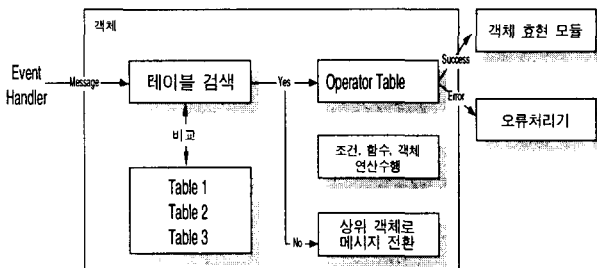 객체
Event
Handler
Message
테이블 검색
Yes
Operator Table
Success
Error
객체 효현 모듈
오류처리기
비교
조건, 함수, 객체
연산수행
Table 1
Table 2
Table 3
No
상위 객체로
메시지 전환